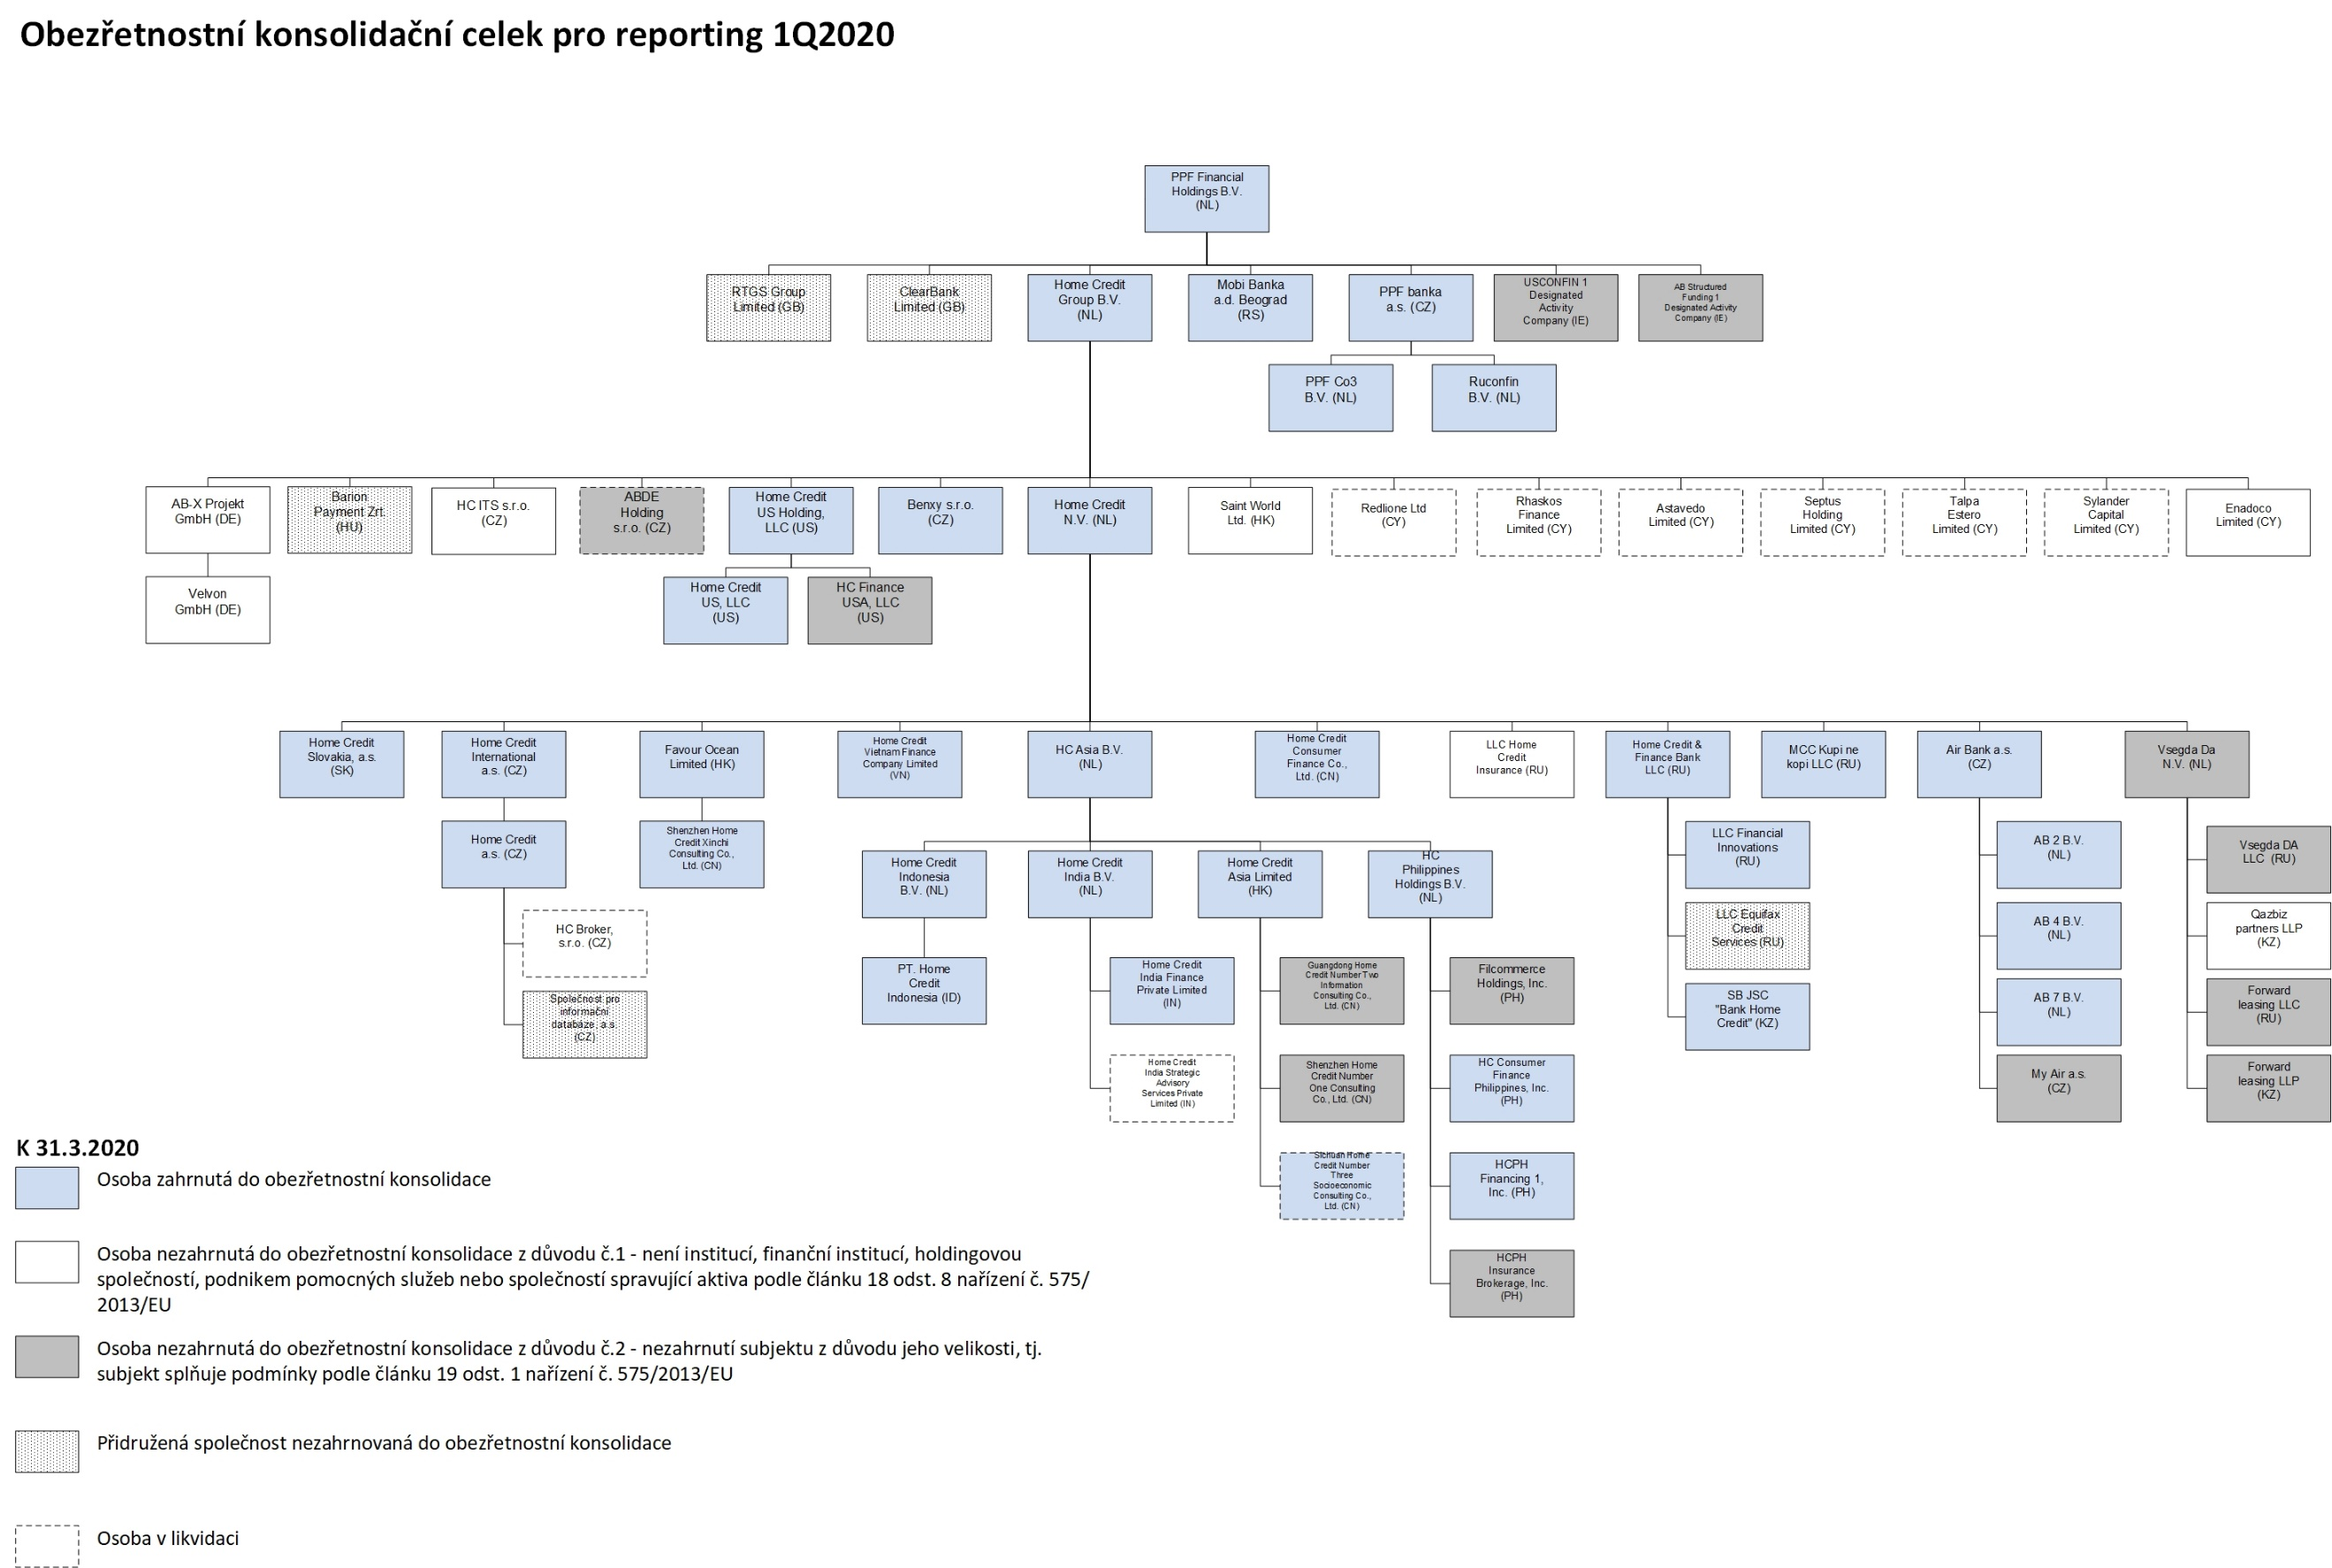 Obezřetnostní konsolidační celek pro reporting 1Q2020
PPF Financial
Holdings B.V.
(NL)
RTGS Group
Limited (GB)
ClearBank
Limited (GB)
Home Credit
Group B.V.
(NL)
Mobi Banka
a.d. Beograd
(RS)
PPF banka
a.s. (CZ)
USCONFIN 1
Designated
Activity
Company (IE)
AB Structured
Funding 1
Designated Activity
Company (IE)
PPF Co3
B.V. (NL)
Ruconfin
B.V. (NL)
AB-X Projekt
GmbH (DE)
Barion
Payment Zrt.
(HU)
HC ITS s.r.o.
(CZ)
ABDE
Holding
s.r.o. (CZ)
Home Credit
US Holding,
LLC (US)
Benxy s.r.o.
(CZ)
Home Credit
N.V. (NL)
Saint World
Ltd. (HK)
Redlione Ltd
(CY)
Rhaskos
Finance
Limited (CY)
Astavedo
Limited (CY)
Septus
Holding
Limited (CY)
Talpa
Estero
Limited (CY)
Sylander
Capital
Limited (CY)
Enadoco
Limited (CY)
Velvon
GmbH (DE)
Home Credit
US, LLC
(US)
HC Finance
USA, LLC
(US)
Home Credit
Slovakia, a.s.
(SK)
Home Credit
International
a.s. (CZ)
Favour Ocean
Limited (HK)
Home Credit
Vietnam Finance
Company Limited
(VN)
HC Asia B.V.
(NL)
Home Credit
Consumer
Finance Co.,
Ltd. (CN)
LLC Home
Credit
Insurance (RU)
Home Credit &
Finance Bank
LLC (RU)
MCC Kupi ne
kopi LLC (RU)
Air Bank a.s.
(CZ)
Vsegda Da
N.V. (NL)
Home Credit
a.s. (CZ)
Shenzhen Home
Credit Xinchi
Consulting Co.,
Ltd. (CN)
Home Credit
Indonesia
B.V. (NL)
Home Credit
India B.V.
(NL)
Home Credit
Asia Limited
(HK)
HC
Philippines
Holdings B.V.
(NL)
LLC Financial
Innovations
(RU)
AB 2 B.V.
(NL)
Vsegda DA
LLC (RU)
HC Broker,
s.r.o. (CZ)
LLC Equifax
Credit
Services (RU)
AB 4 B.V.
(NL)
Qazbiz
partners LLP
(KZ)
Společnost pro
informační
databáze, a.s.
(CZ)
PT. Home
Credit
Indonesia (ID)
Home Credit
India Finance
Private Limited
(IN)
Guangdong Home
Credit Number Two
Information
Consulting Co.,
Ltd. (CN)
Filcommerce
Holdings, Inc.
(PH)
SB JSC
"Bank Home
Credit" (KZ)
AB 7 B.V.
(NL)
Forward
leasing LLC
(RU)
Home Credit
India Strategic
Advisory
Services Private
Limited (IN)
Shenzhen Home
Credit Number
One Consulting
Co., Ltd. (CN)
HC Consumer
Finance
Philippines, Inc.
(PH)
My Air a.s.
(CZ)
Forward
leasing LLP
(KZ)
Sichuan Home
Credit Number
Three
Socioeconomic
Consulting Co.,
Ltd. (CN)
HCPH
Financing 1,
Inc. (PH)
HCPH
Insurance
Brokerage, Inc.
(PH)
K 31.3.2020
Osoba zahrnutá do obezřetnostní konsolidace
Osoba nezahrnutá do obezřetnostní konsolidace z důvodu č.1 - není institucí, finanční institucí, holdingovou
společností, podnikem pomocných služeb nebo společností spravující aktiva podle článku 18 odst. 8 nařízení č. 575/
2013/EU
Osoba nezahrnutá do obezřetnostní konsolidace z důvodu č.2 - nezahrnutí subjektu z důvodu jeho velikosti, tj.
subjekt splňuje podmínky podle článku 19 odst. 1 nařízení č. 575/2013/EU
Přidružená společnost nezahrnovaná do obezřetnostní konsolidace
Osoba v likvidaci